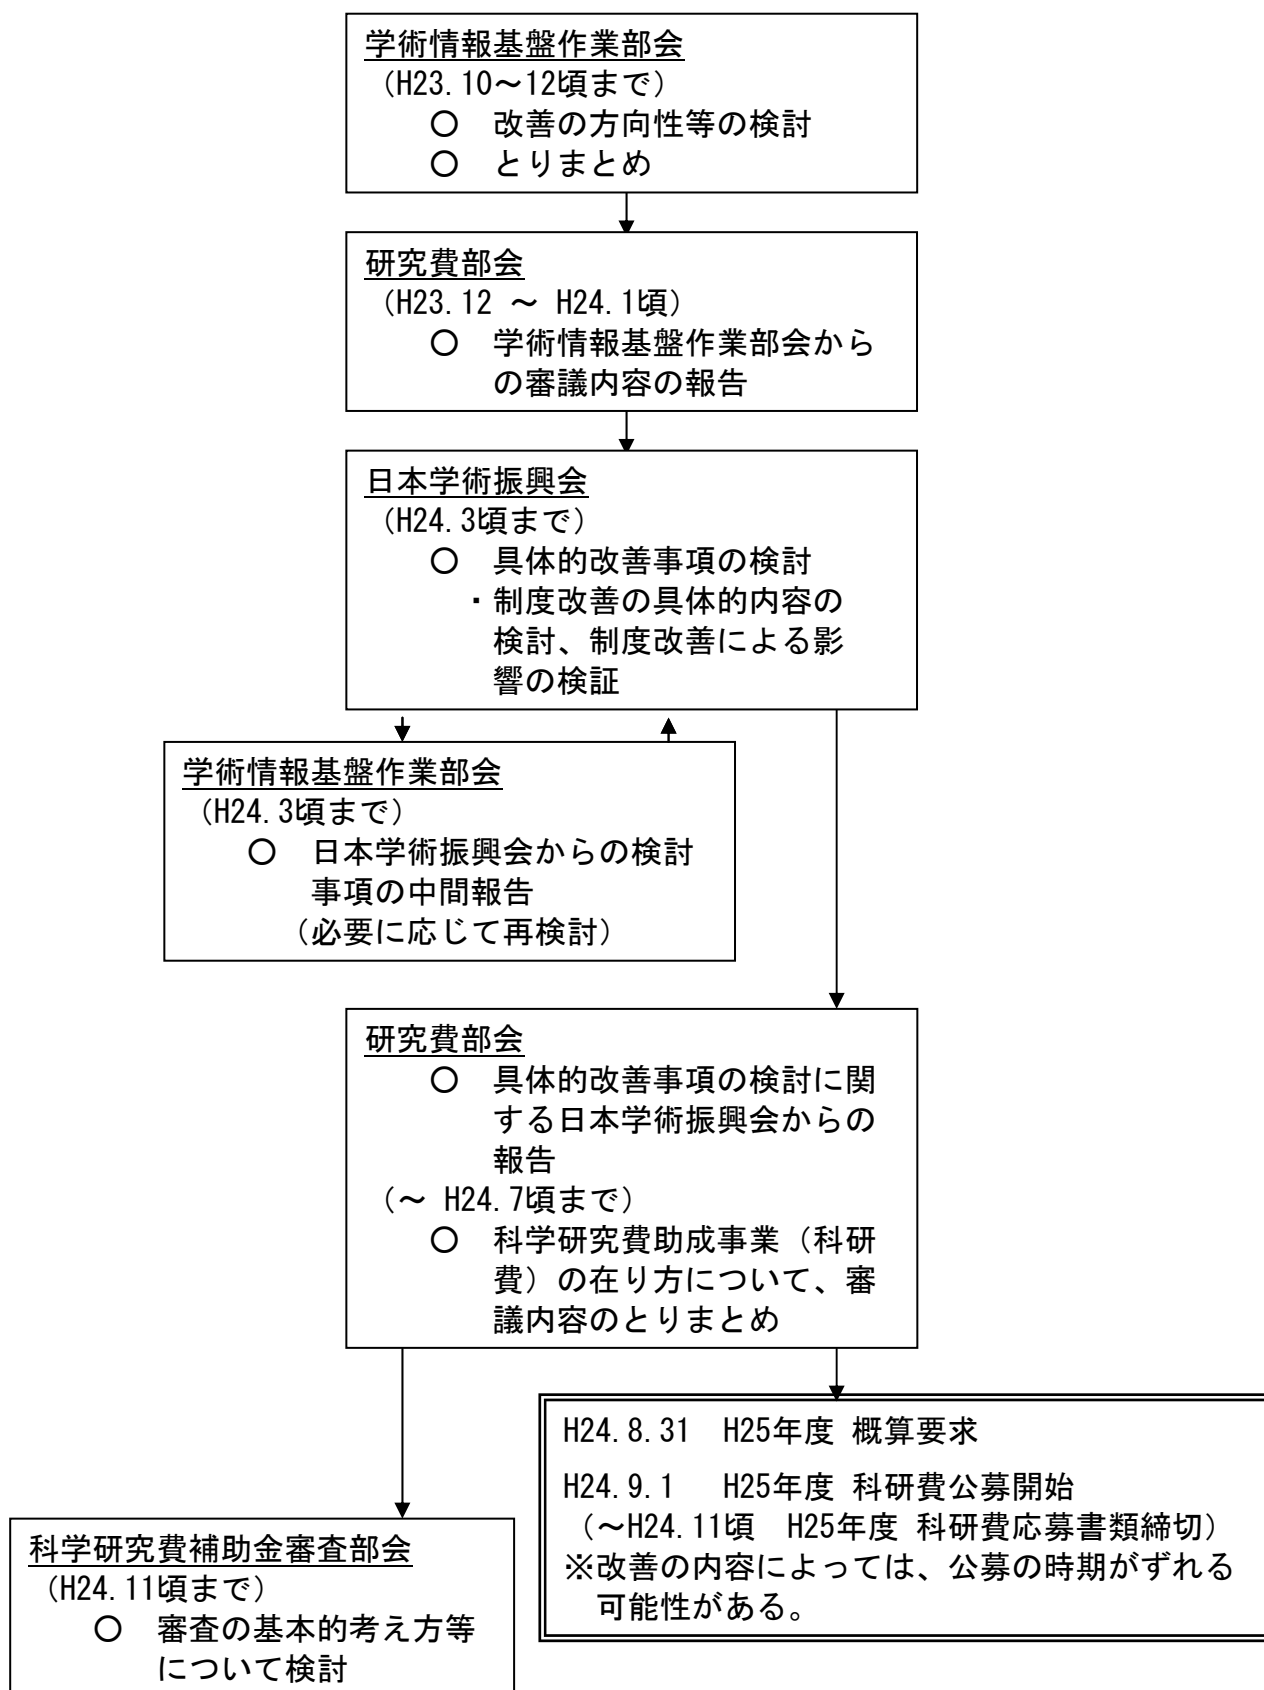 学術情報基盤作業部会
（H23.10～12頃まで）
○　改善の方向性等の検討
○　とりまとめ
研究費部会
（H23.12 ～ H24.1頃）
○　学術情報基盤作業部会から
の審議内容の報告
日本学術振興会
（H24.3頃まで）
○　具体的改善事項の検討
・制度改善の具体的内容の
検討、制度改善による影
響の検証
学術情報基盤作業部会
（H24.3頃まで）
○　日本学術振興会からの検討
事項の中間報告
（必要に応じて再検討）
研究費部会
○　具体的改善事項の検討に関
する日本学術振興会からの
報告
（～ H24.7頃まで）
○　科学研究費助成事業（科研
費）の在り方について、審
議内容のとりまとめ
H24.8.31　H25年度 概算要求
H24.9.1　 H25年度 科研費公募開始
（～H24.11頃　H25年度 科研費応募書類締切）
※改善の内容によっては、公募の時期がずれる
可能性がある。
科学研究費補助金審査部会
（H24.11頃まで）
○　審査の基本的考え方等
について検討